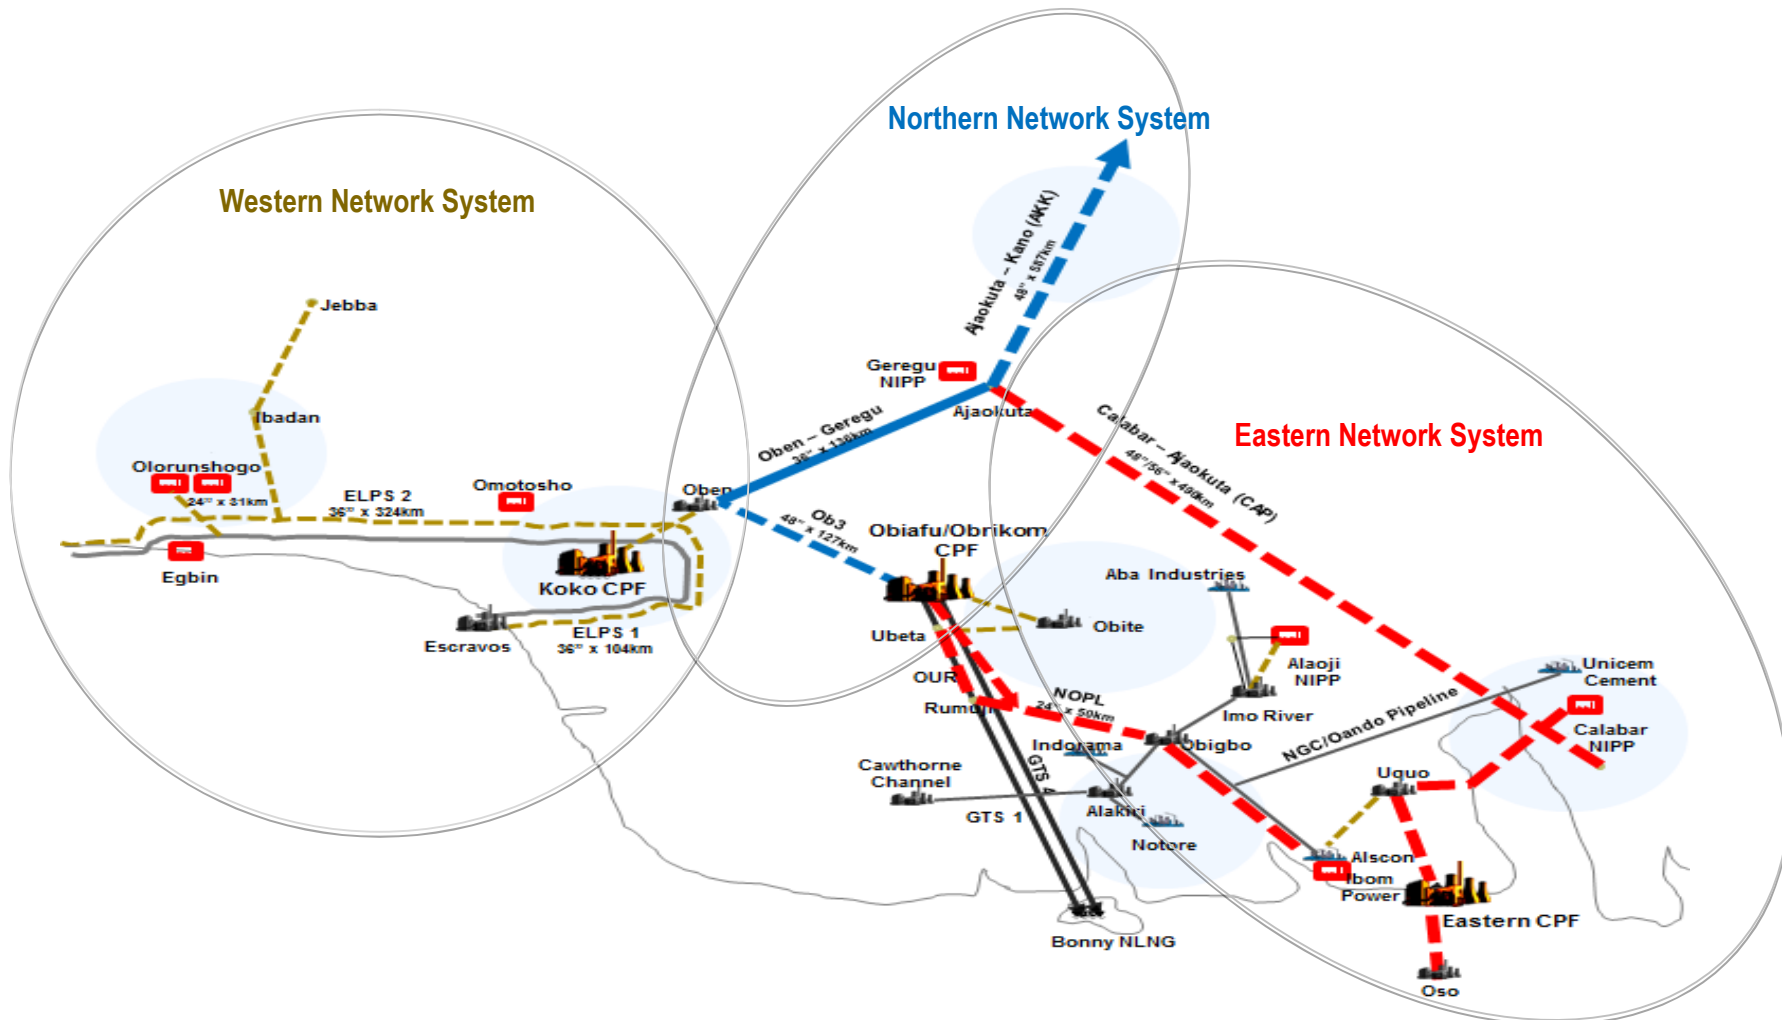 Northern Network System
Western Network System
Ajaokuta – Kano (AKK)
48" x 587km
Jebba
Geregu
NIPP
Ajaokuta
Ibadan
Oben – Geregu
36" x 136km
Calabar – Ajaokuta (CAP)
48"/56" x 490km
Eastern Network System
Olorunshogo
24" x 31km
ELPS 2
36" x 324km
Omotosho
Oben
Ob3
48" x 127km
Obiafu/Obrikom
CPF
Egbin
Koko CPF
Aba Industries
Escravos
ELPS 1
36" x 104km
Ubeta
Obite
Alaoji
NIPP
Unicem
Cement
OUR
NOPL
24" x 50km
Imo River
NGC/Oando Pipeline
Calabar
NIPP
Indorama
Obigbo
Cawthorne
Channel
GTS 4
GTS 1
Alakiri
Notore
Uquo
Alscon
Ibom
Power
Eastern CPF
Bonny NLNG
Oso